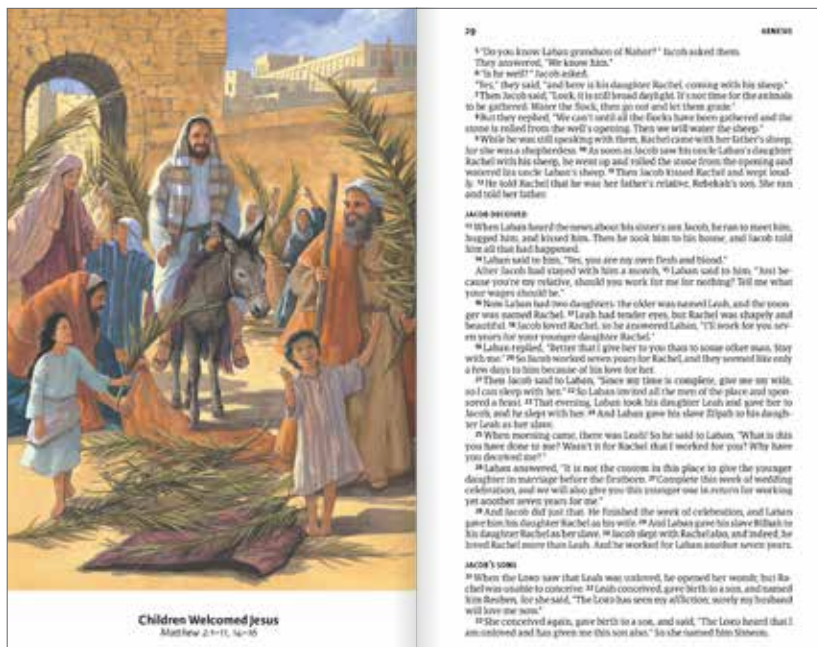 Children Welcomed Jesus
Matthew 2:1–11, 14–16
29 GENESIS
5 "Do you know Laban grandson of Nahor?" Jacob asked them.
They answered, "We know him."
6 "Is he well?" Jacob asked.
"Yes," they said, "and here is his daughter Rachel, coming with his sheep."
7 Then Jacob said, "Look, it is still broad daylight. It's not time for the animals
to be gathered. Water the flock, then go out and let them graze."
8 But they replied, "We can't until all the flocks have been gathered and the
stone is rolled from the well's opening. Then we will water the sheep."
9 While he was still speaking with them, Rachel came with her father's sheep,
for she was a shepherdess. 10 As soon as Jacob saw his uncle Laban's daughter
Rachel with his sheep, he went up and rolled the stone from the opening and
watered his uncle Laban's sheep. 11 Then Jacob kissed Rachel and wept loud-
ly. 12 He told Rachel that he was her father's relative, Rebekah's son. She ran
and told her father.
JACOB DECEIVED
13 When Laban heard the news about his sister's son Jacob, he ran to meet him,
hugged him, and kissed him. Then he took him to his house, and Jacob told
him all that had happened.
14 Laban said to him, "Yes, you are my own flesh and blood."
After Jacob had stayed with him a month, 15 Laban said to him, "Just be-
cause you're my relative, should you work for me for nothing? Tell me what
your wages should be."
16 Now Laban had two daughters: the older was named Leah, and the young-
er was named Rachel. 17 Leah had tender eyes, but Rachel was shapely and
beautiful. 18 Jacob loved Rachel, so he answered Laban, "I'll work for you sev-
en years for your younger daughter Rachel."
19 Laban replied, "Better that I give her to you than to some other man. Stay
with me." 20 So Jacob worked seven years for Rachel, and they seemed like only
a few days to him because of his love for her.
21 Then Jacob said to Laban, "Since my time is complete, give me my wife,
so I can sleep with her." 22 So Laban invited all the men of the place and spon-
sored a feast. 23 That evening, Laban took his daughter Leah and gave her to
Jacob, and he slept with her. 24 And Laban gave his slave Zilpah to his daugh-
ter Leah as her slave.
25 When morning came, there was Leah! So he said to Laban, "What is this
you have done to me? Wasn't it for Rachel that I worked for you? Why have
you deceived me?"
26 Laban answered, "It is not the custom in this place to give the younger
daughter in marriage before the firstborn. 27 Complete this week of wedding
celebration, and we will also give you this younger one in return for working
yet another seven years for me."
28 And Jacob did just that. He finished the week of celebration, and Laban
gave him his daughter Rachel as his wife. 29 And Laban gave his slave Bilhah to
his daughter Rachel as her slave. 30 Jacob slept with Rachel also, and indeed, he
loved Rachel more than Leah. And he worked for Laban another seven years.
JACOB'S SONS
31 When the LORD saw that Leah was unloved, he opened her womb; but Ra-
chel was unable to conceive. 32 Leah conceived, gave birth to a son, and named
him Reuben, for she said, "The LORD has seen my affliction; surely my husband
will love me now."
33 She conceived again, gave birth to a son, and said, "The LORD heard that I
am unloved and has given me this son also." So she named him Simeon.